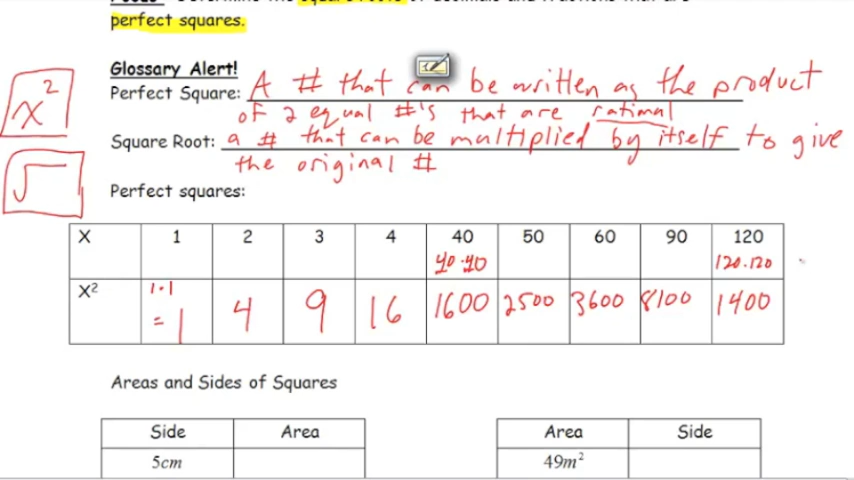 perfect squares.
Glossary Alert!
Perfect Square: A # that can be written as the product
of 2 equal #'s that are rational
Square Root: a # that can be multiplied by itself to give
the original #
x²
√
Perfect squares:
X 1 2 3 4 40 50 60 90 120
40·40 120·120
X² 1·1
= 1 4 9 16 1600 2500 3600 8100 1400
Areas and Sides of Squares
Side Area Area Side
5cm 49m²